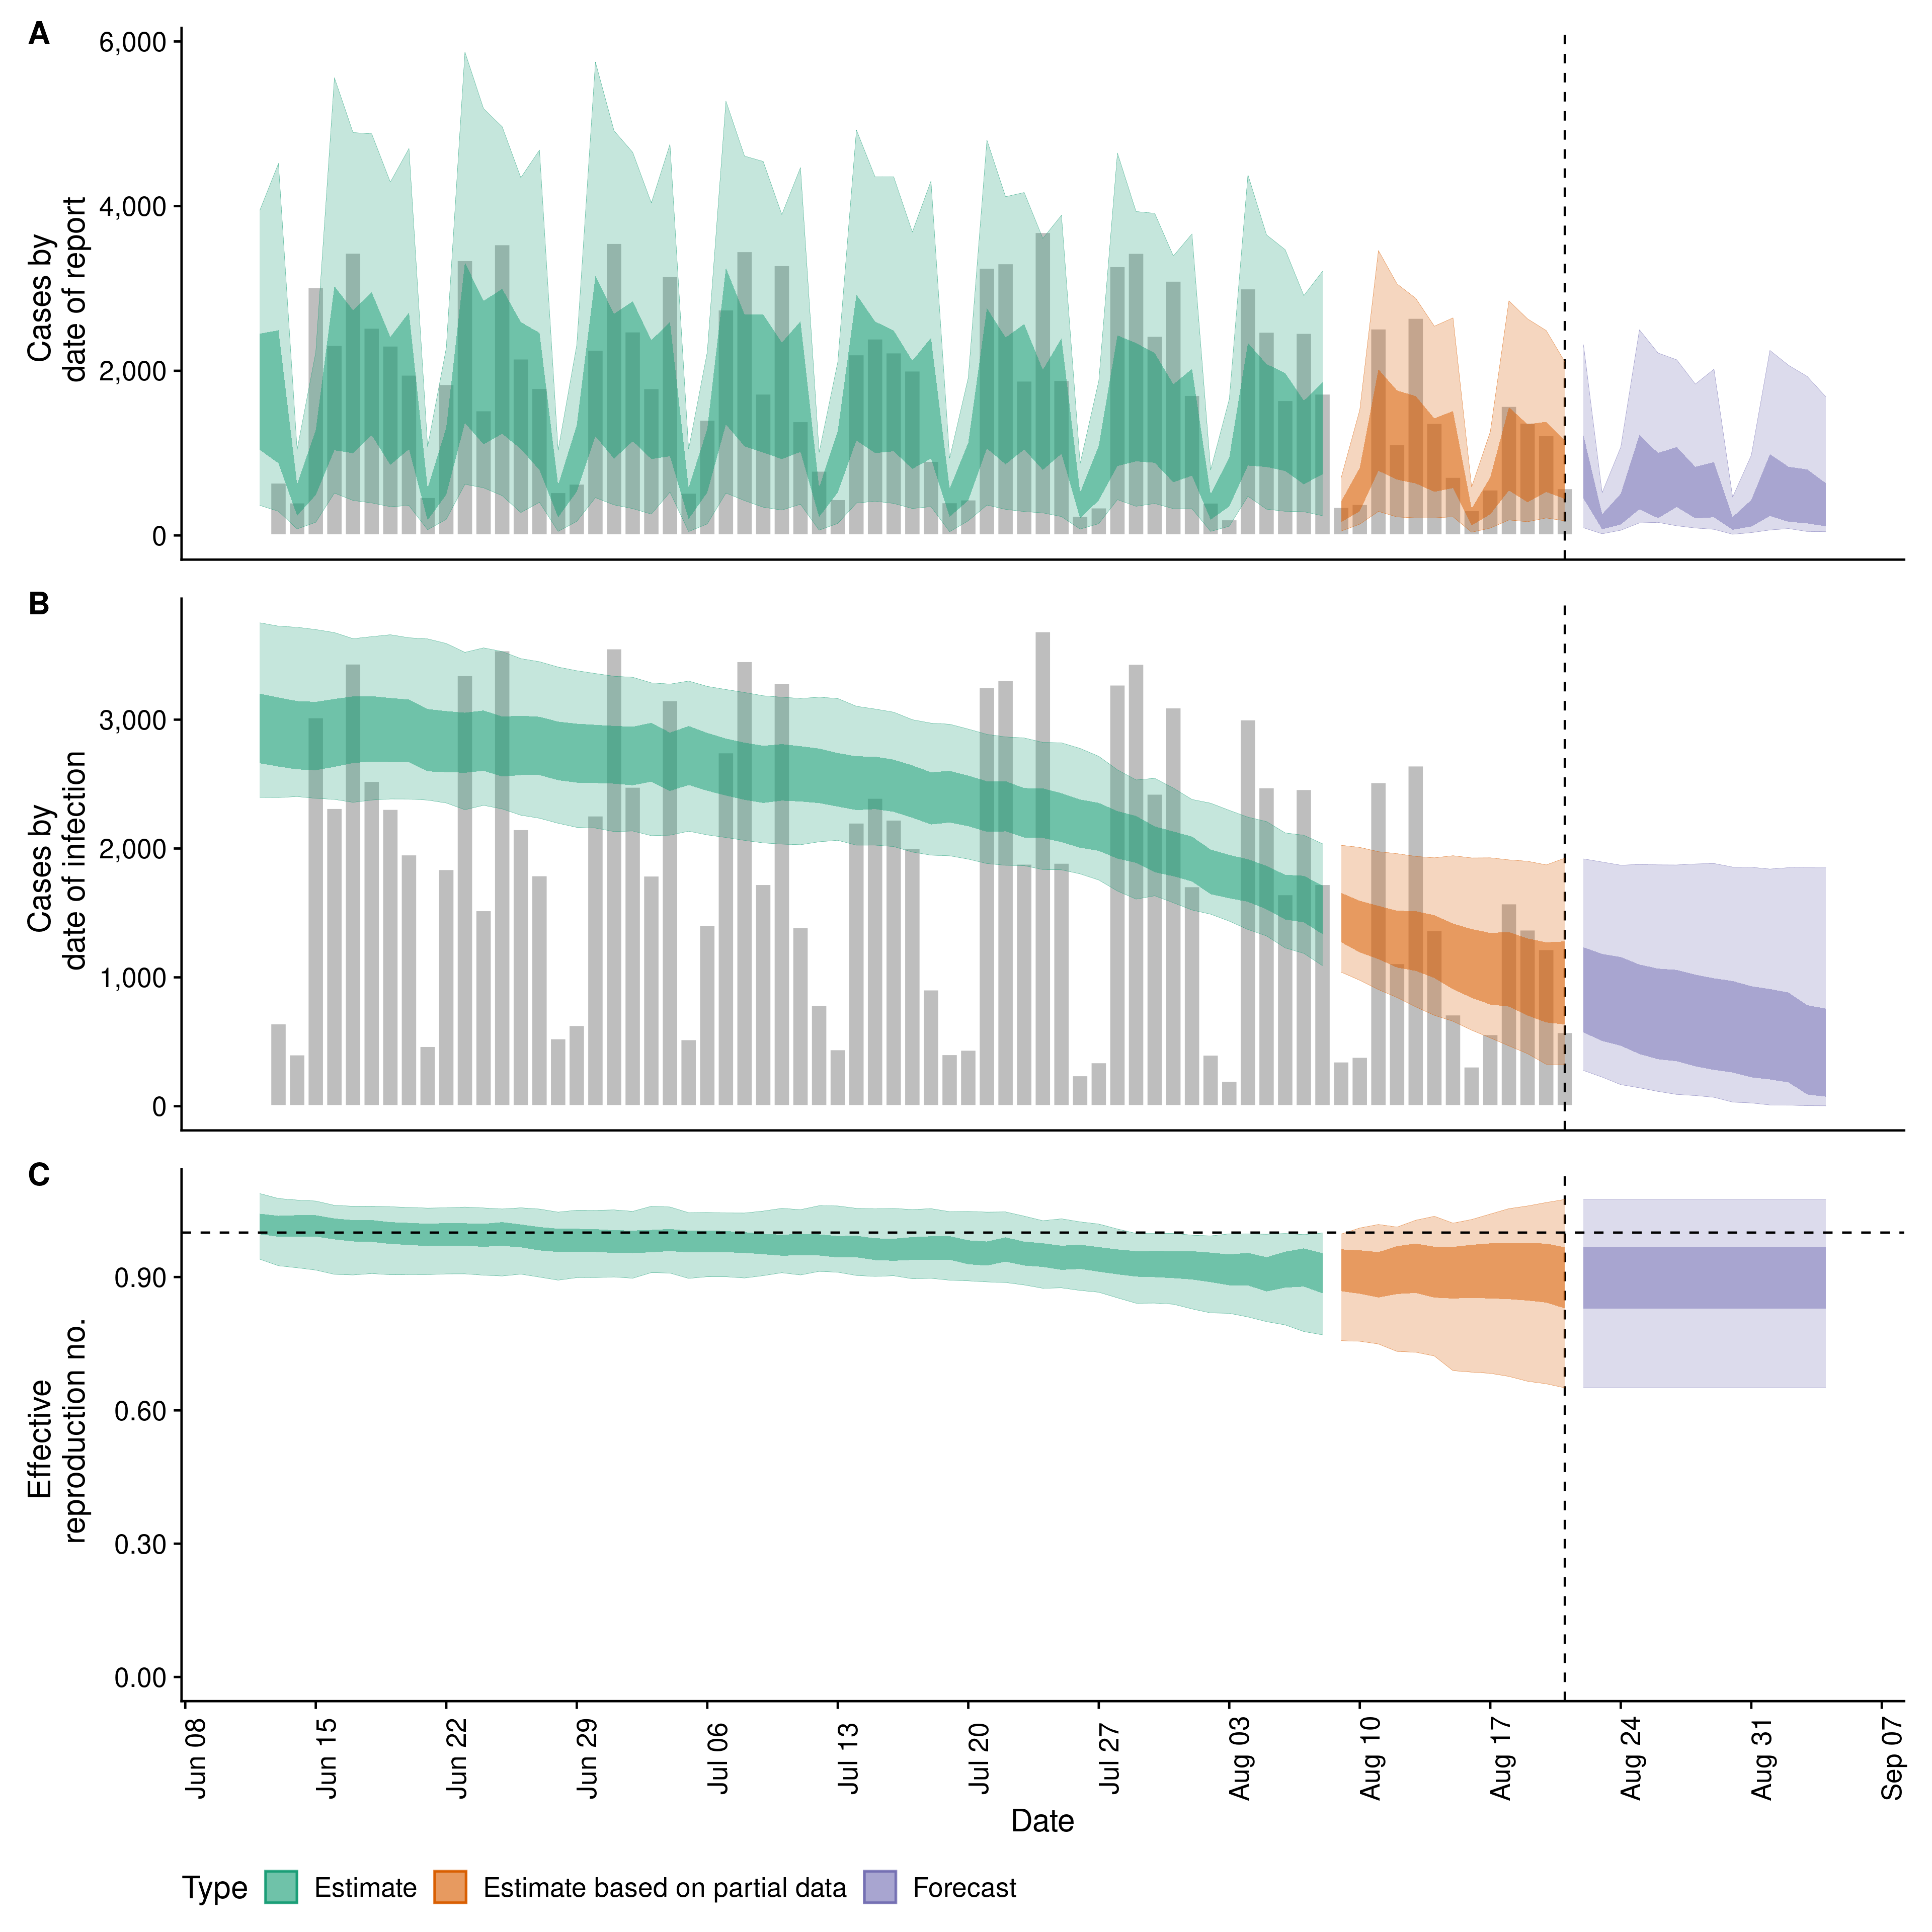 A
Cases by
date of report
6,000
4,000
2,000
0
B
Cases by
date of infection
3,000
2,000
1,000
0
C
Effective
reproduction no.
0.90
0.60
0.30
0.00
Jun 08
Jun 15
Jun 22
Jun 29
Jul 06
Jul 13
Jul 20
Jul 27
Aug 03
Aug 10
Aug 17
Aug 24
Aug 31
Sep 07
Date
Type Estimate Estimate based on partial data Forecast